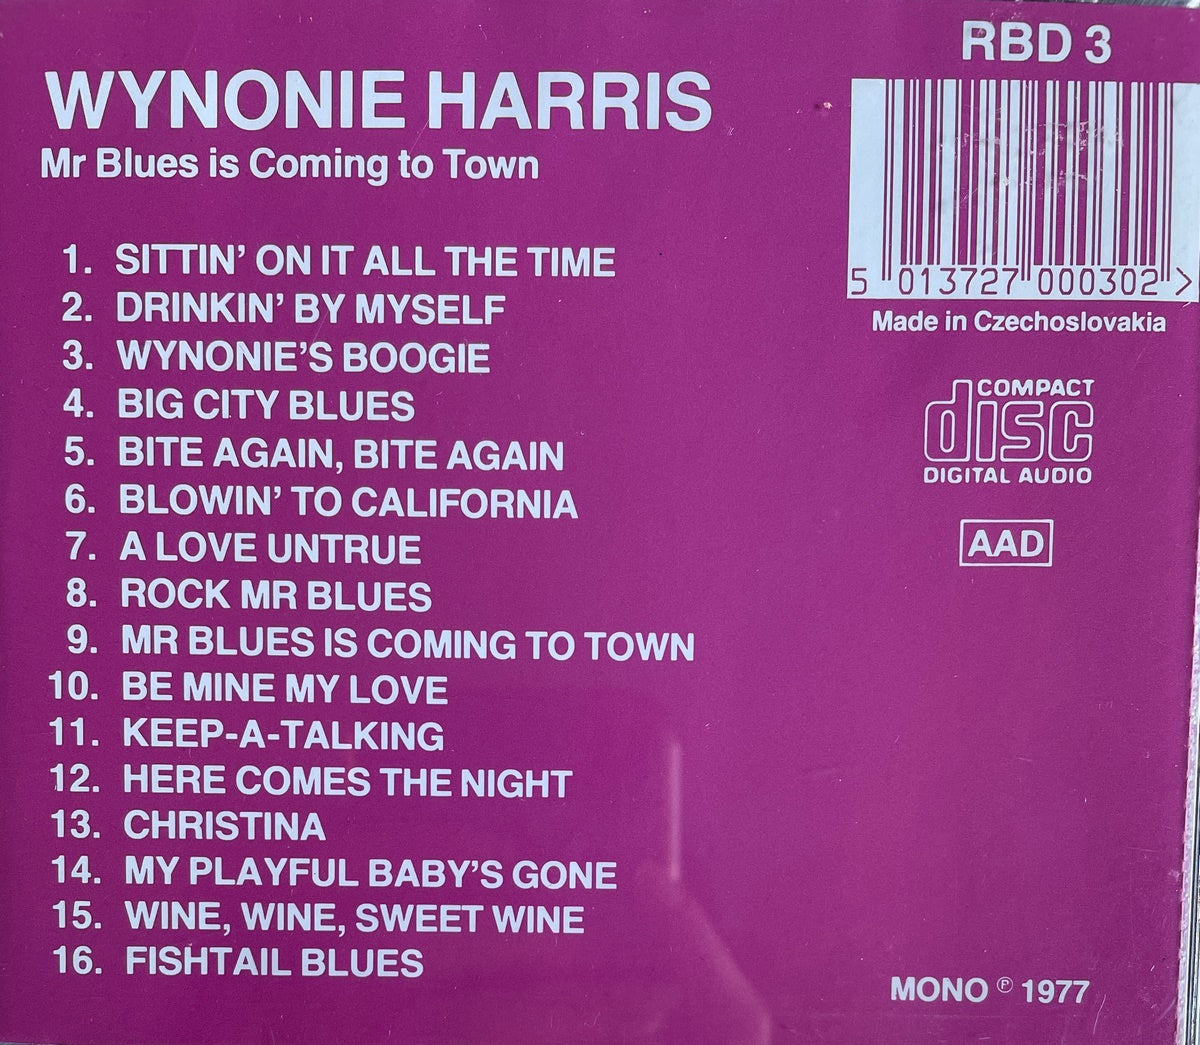 RBD 3
WYNONIE HARRIS
Mr Blues is Coming to Town
1. SITTIN' ON IT ALL THE TIME
2. DRINKIN' BY MYSELF
3. WYNONIE'S BOOGIE
4. BIG CITY BLUES
5. BITE AGAIN, BITE AGAIN
6. BLOWIN' TO CALIFORNIA
7. A LOVE UNTRUE
8. ROCK MR BLUES
9. MR BLUES IS COMING TO TOWN
10. BE MINE MY LOVE
11. KEEP-A-TALKING
12. HERE COMES THE NIGHT
13. CHRISTINA
14. MY PLAYFUL BABY'S GONE
15. WINE, WINE, SWEET WINE
16. FISHTAIL BLUES
5 013727 000302 >
Made in Czechoslovakia
COMPACT
disc
DIGITAL AUDIO
AAD
MONO ℗ 1977